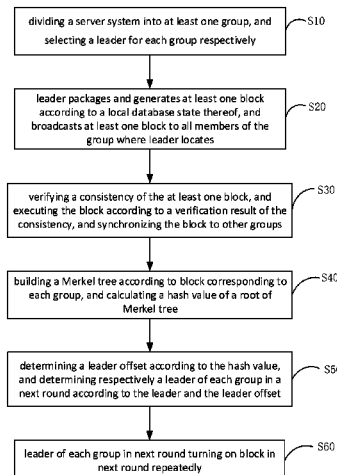 dividing a server system into at least one group, and
selecting a leader for each group respectively
S10
leader packages and generates at least one block
according to a local database state thereof, and
broadcasts at least one block to all members of the
group where leader locates
S20
verifying a consistency of the at least one block, and
executing the block according to a verification result of the
consistency, and synchronizing the block to other groups
S30
building a Merkel tree according to block corresponding to
each group, and calculating a hash value of a root of
Merkel tree
S40
determining a leader offset according to the hash value,
and determining respectively a leader of each group in a
next round according to the leader and the leader offset
leader of each group in next round turning on block in
next round repeatedly
S60